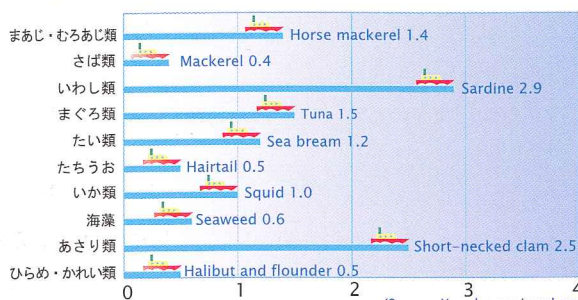 まあじ・むろあじ類 Horse mackerel 1.4
さば類 Mackerel 0.4
いわし類 Sardine 2.9
まぐろ類 Tuna 1.5
たい類 Sea bream 1.2
たちうお Hairtail 0.5
いか類 Squid 1.0
海藻 Seaweed 0.6
あさり類 Short-necked clam 2.5
ひらめ・かれい類 Halibut and flounder 0.5
0 1 2 3 4